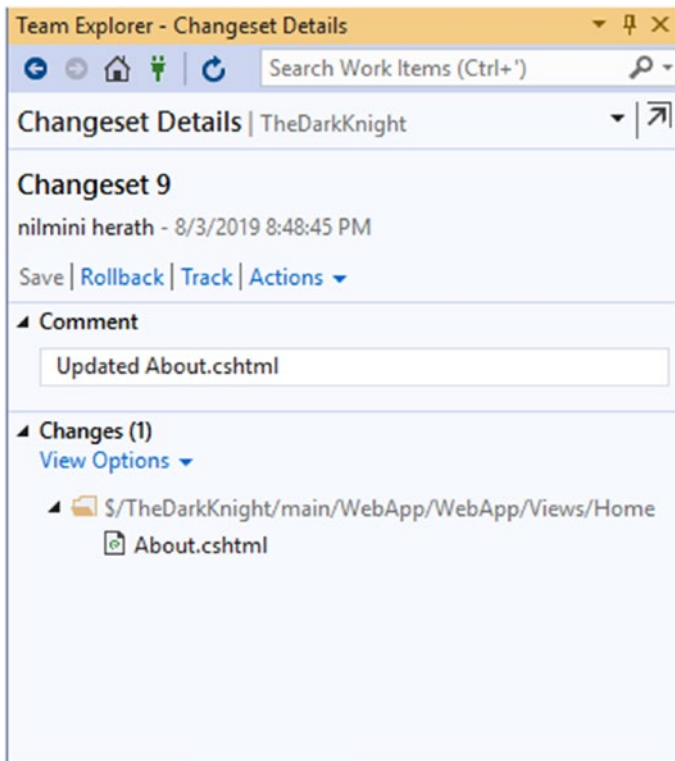 Team Explorer - Changeset Details
Search Work Items (Ctrl+')
Changeset Details | TheDarkKnight
Changeset 9
nilmini herath - 8/3/2019 8:48:45 PM
Save | Rollback | Track | Actions
Comment
Updated About.cshtml
Changes (1)
View Options
$/TheDarkKnight/main/WebApp/WebApp/Views/Home
About.cshtml